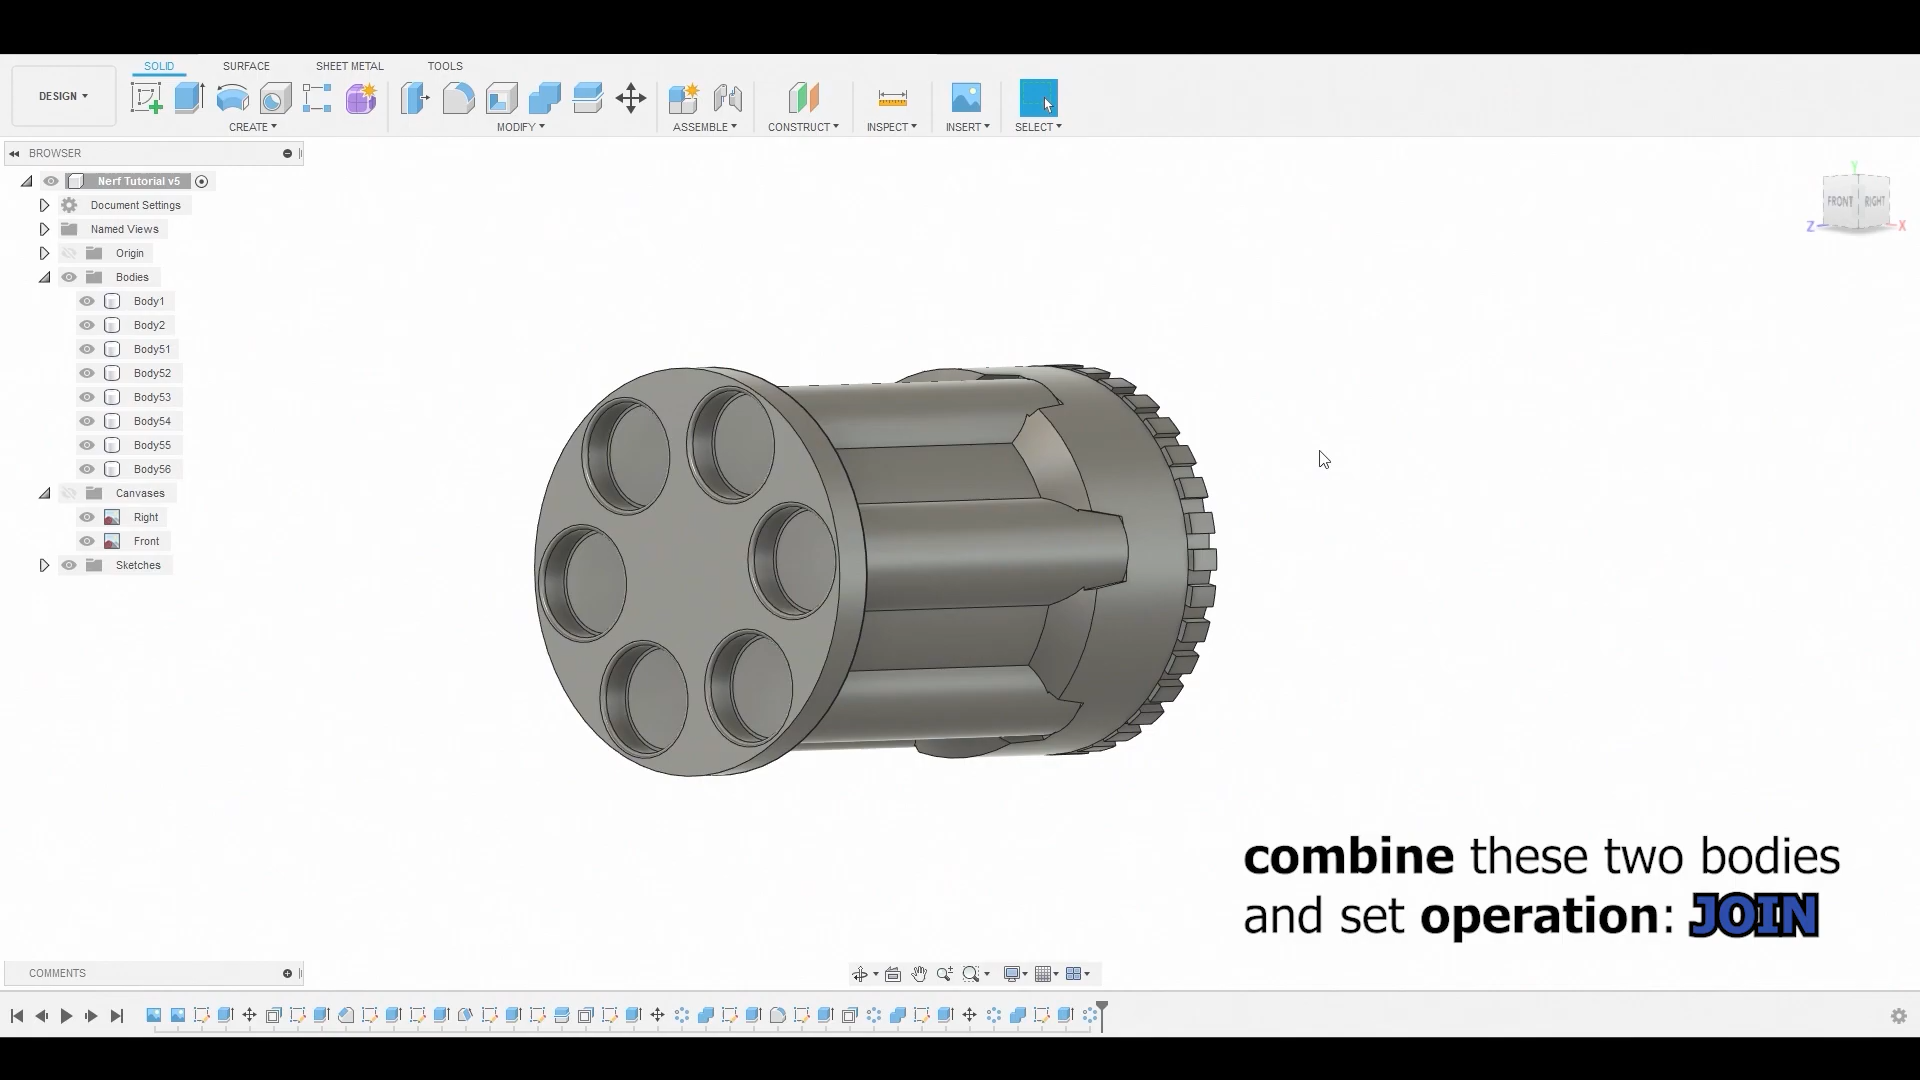 SOLID SURFACE SHEET METAL TOOLS
DESIGN
CREATE MODIFY ASSEMBLE CONSTRUCT INSPECT INSERT SELECT
BROWSER
Nerf Tutorial v5
Document Settings
Named Views
Origin
Bodies
Body1
Body2
Body51
Body52
Body53
Body54
Body55
Body56
Canvases
Right
Front
Sketches
Y
FRONT RIGHT
Z X
combine these two bodies
and set operation: JOIN
COMMENTS